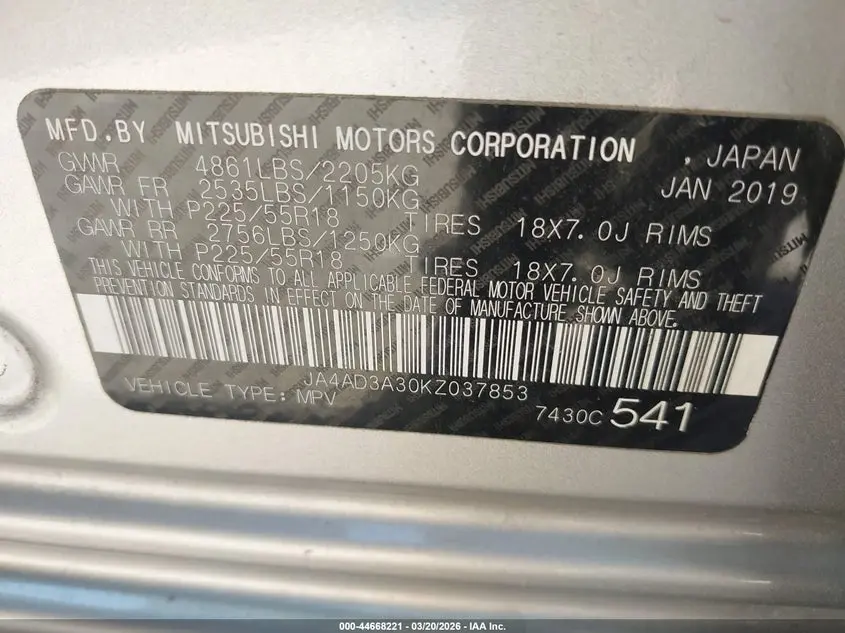 MFD.BY MITSUBISHI MOTORS CORPORATION , JAPAN
GVWR 4861LBS/2205KG JAN 2019
GAWR FR 2535LBS/1150KG
WITH P225/55R18 TIRES 18X7.0J RIMS
GAWR RR 2756LBS/1250KG
WITH P225/55R18 TIRES 18X7.0J RIMS
THIS VEHICLE CONFORMS TO ALL APPLICABLE FEDERAL MOTOR VEHICLE SAFETY AND THEFT
PREVENTION STANDARDS IN EFFECT ON THE DATE OF MANUFACTURE SHOWN ABOVE.
JA4AD3A30KZ037853
VEHICLE TYPE: MPV
7430C 541
000-44668221 | 03/20/2026 | IAA Inc.